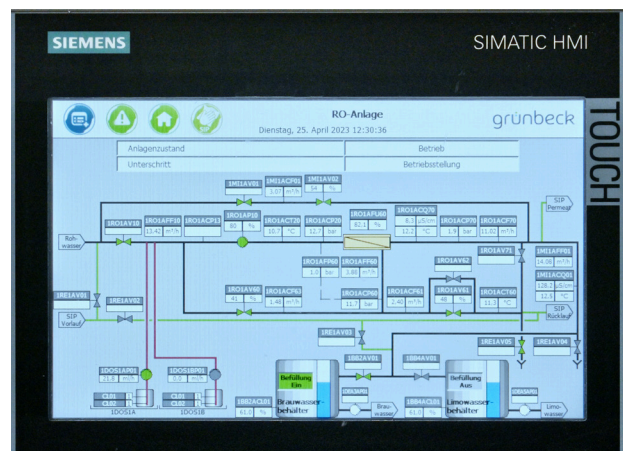 SIEMENS
SIMATIC HMI
TOUCH
RO-Anlage
Dienstag, 25. April 2023 12:30:36
grünbeck
Anlagenzustand Betrieb
Unterschritt Betriebsstellung
1MI1AV01
1MI1ACF01
3.07 m³/h
1MI1AV02
54 %
SIP
Permeat
1RO1AV10
1RO1AFF10
13.42 m³/h
1RO1ACP13
1RO1AP10
80 %
1RO1ACT20
10.7 °C
1RO1ACP20
12.7 bar
1RO1AFU60
82.1 %
1RO1ACQ70
8.3 µS/cm
12.2 °C
1RO1ACP70
1.9 bar
1RO1ACF70
11.02 m³/h
Roh-
wasser
1RO1AFP60
1.0 bar
1RO1AFF60
1RO1AV62
1RO1AV71
1MI1AFF01
14.06 m³/h
1MI1ACQ01
128.2 µS/cm
12.5 °C
1RE1AV01
1RE1AV02
1RO1AV60
41 %
1RO1ACF63
1.46 m³/h
1RO1ACP60
11.7 bar
1RO1ACF61
2.40 m³/h
1RO1AV61
48 %
1RO1ACT60
11.3 °C
SIP
Vorlauf
SIP
Rücklauf
1RE1AV03
1RE1AV05
1RE1AV04
1DOS1AP01
21.8 ml/h
1DOS1BP01
0.0 ml/h
1BB2AV01
1BB4AV01
Befüllung
Ein
Befüllung
Aus
CL01
CL02
1DOS1A
CL01
CL02
1DOS1B
1BB2ACL01
61.0 %
Brauwasser-
behälter
Brau-
wasser
1BB4ACL01
61.0 %
Limowasser-
behälter
Limo-
wasser